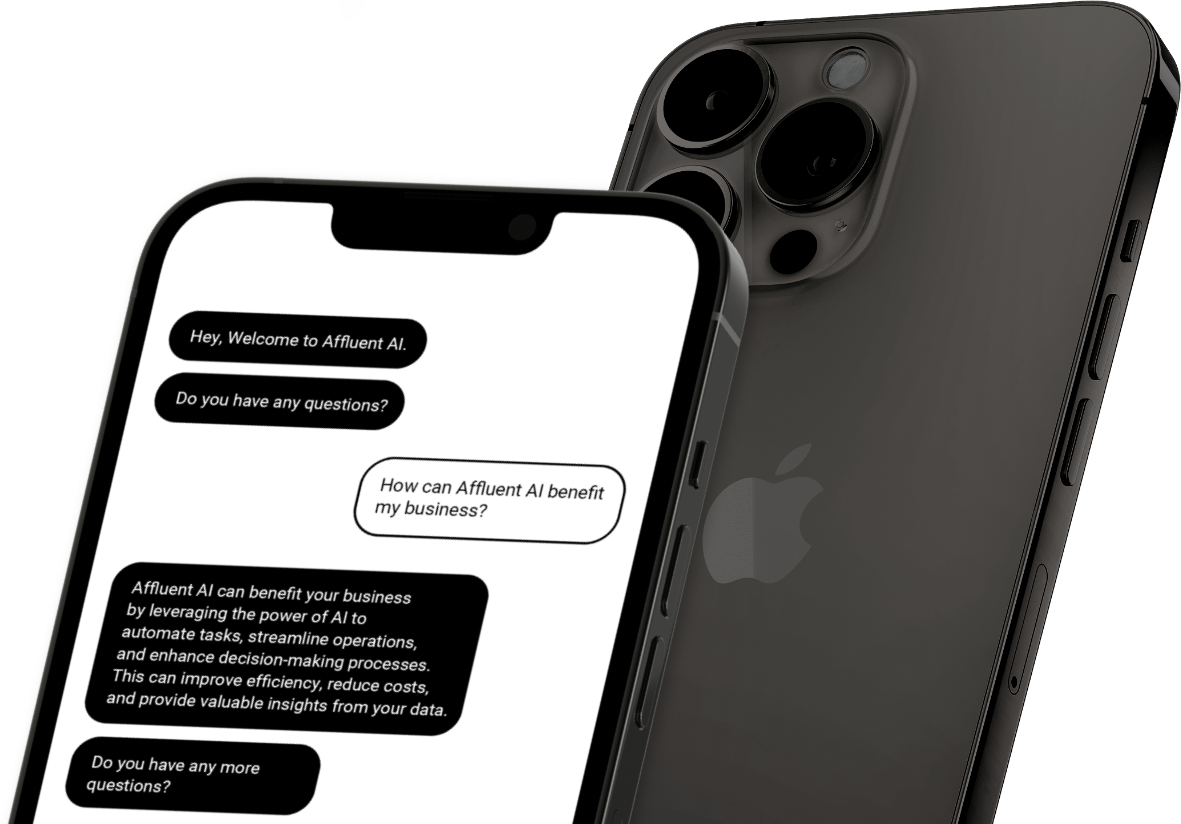 Hey, Welcome to Affluent AI.
Do you have any questions?
How can Affluent AI benefit
my business?
Affluent AI can benefit your business
by leveraging the power of AI to
automate tasks, streamline operations,
and enhance decision-making processes.
This can improve efficiency, reduce costs,
and provide valuable insights from your data.
Do you have any more
questions?